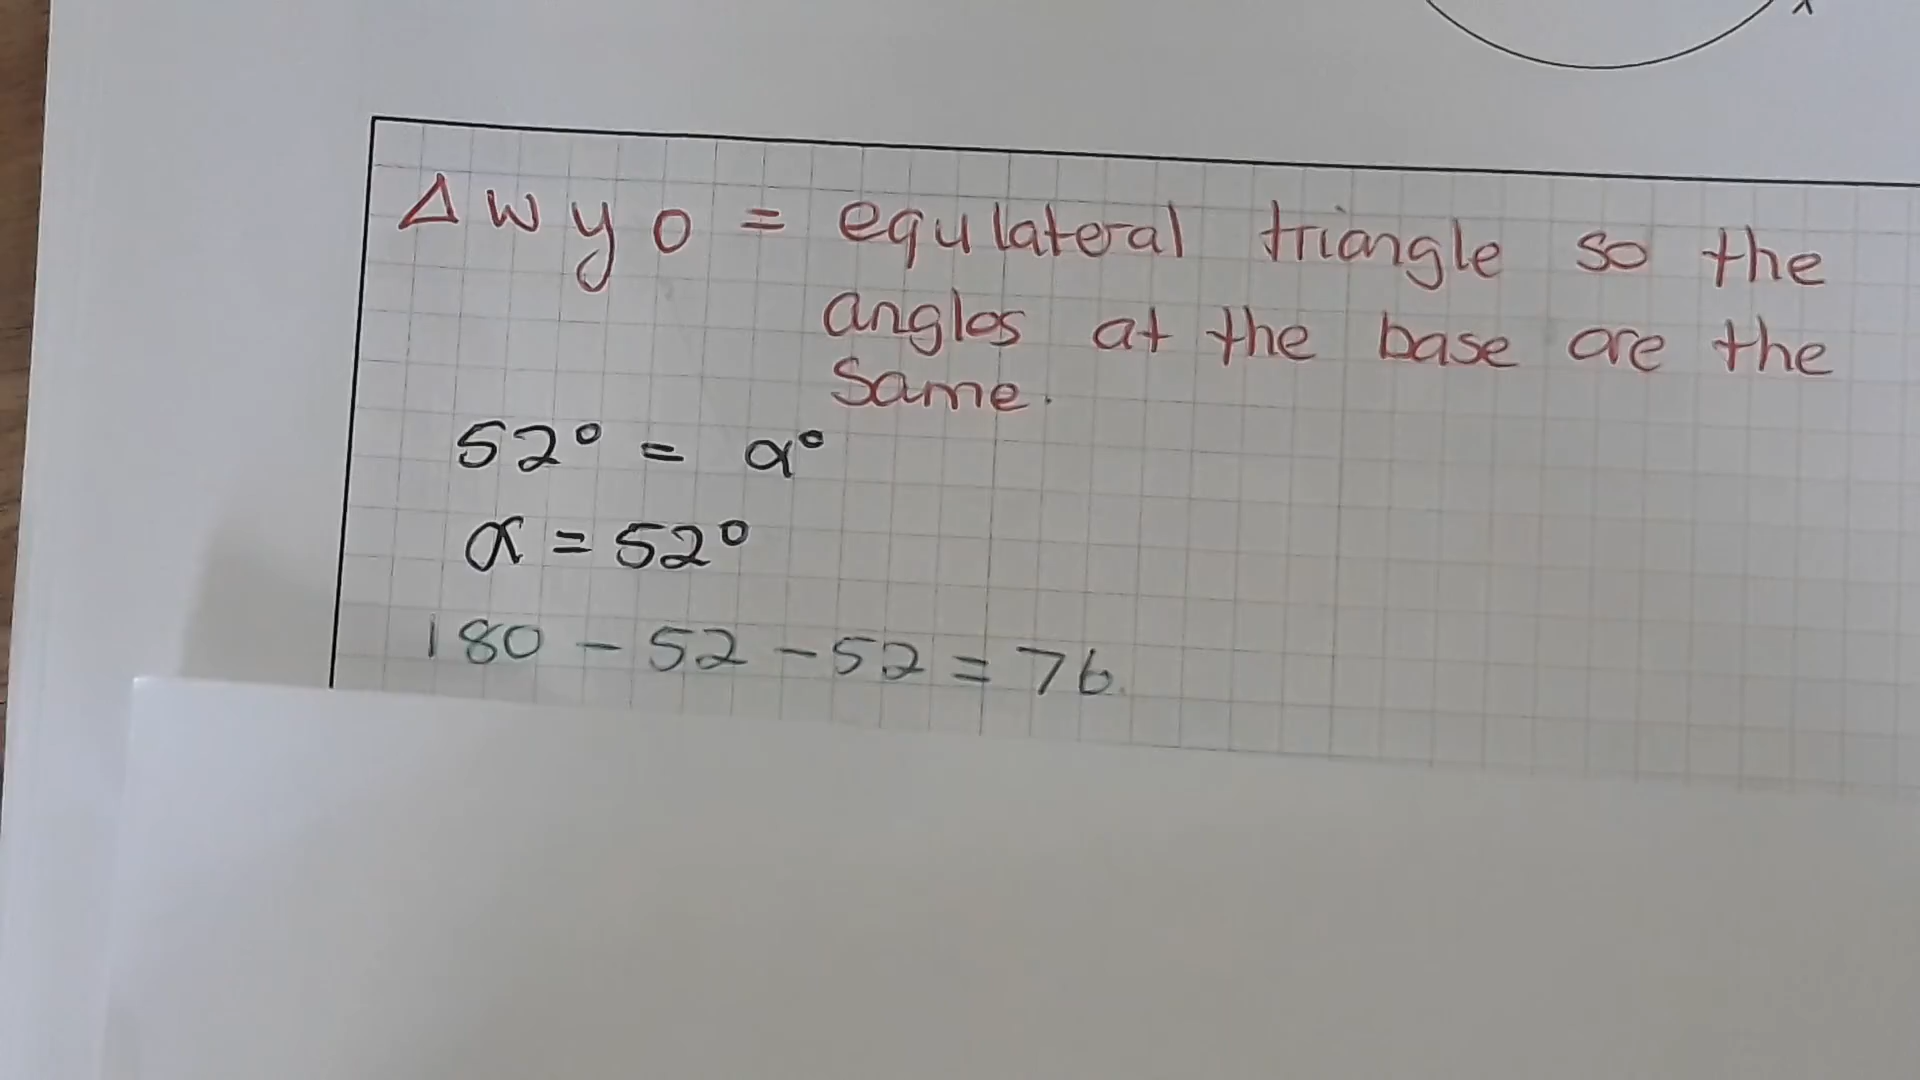 Δ W Y O = equlateral triangle so the
angles at the base are the
same.
52° = α°
α = 52°
180 - 52 - 52 = 76.